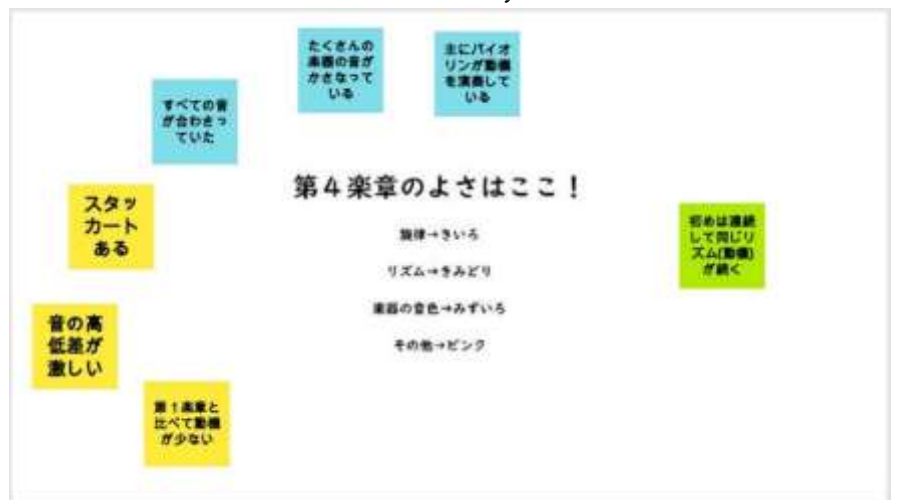 たくさんの
楽器の音が
かさなって
いる
主にバイオ
リンが動機
を演奏して
いる
すべての音
が合わさっ
ていた
第4楽章のよさはここ！
旋律→きいろ
リズム→きみどり
楽器の音色→みずいろ
その他→ピンク
スタッ
カート
ある
初めは連続
して同じリ
ズム(動機)
が続く
音の高
低差が
激しい
第1楽章と
比べて動機
が少ない